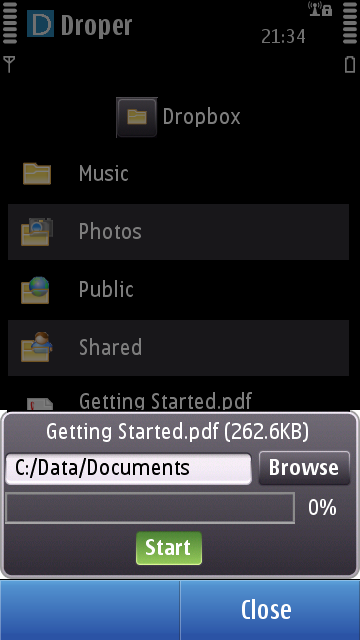 D Droper
21:34
Dropbox
Music
Photos
Public
Shared
Getting Started.pdf
Getting Started.pdf (262.6KB)
C:/Data/Documents
Browse
0%
Start
Close